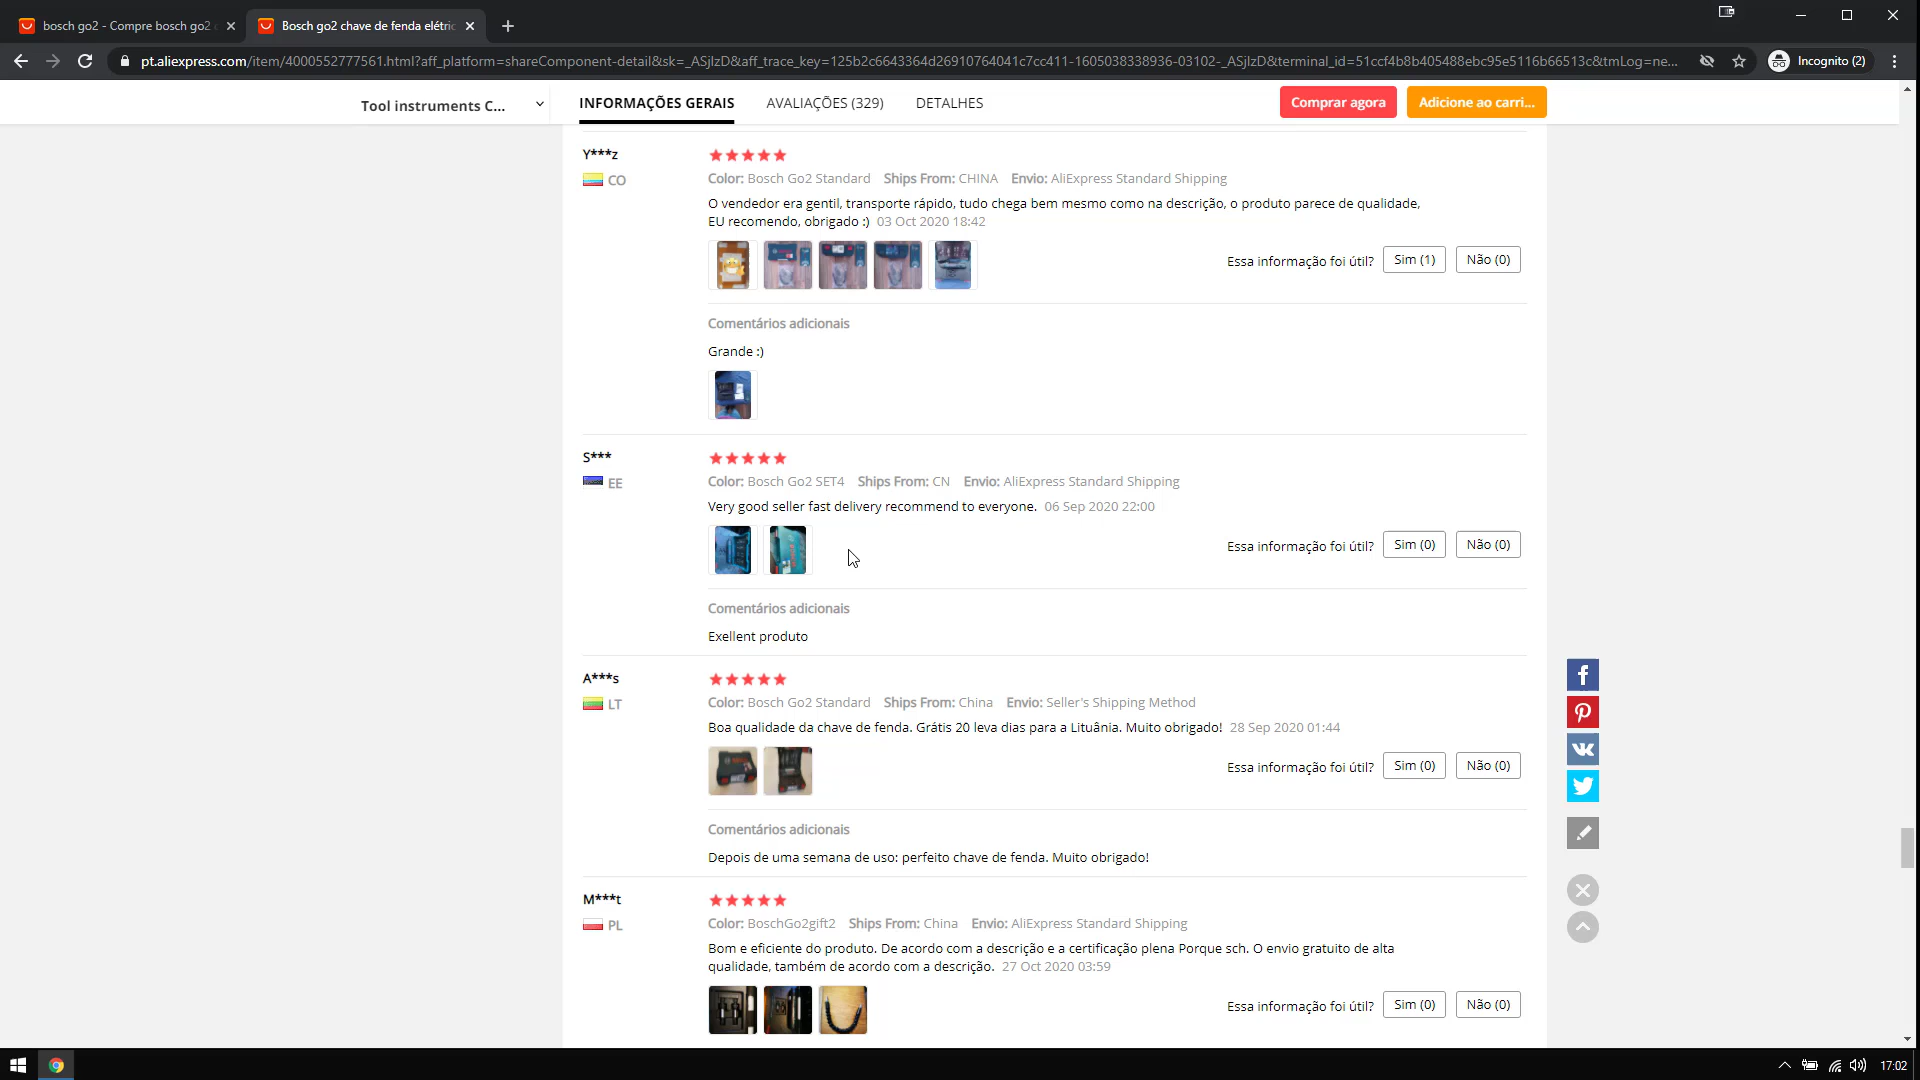 bosch go2 - Compre bosch go2
Bosch go2 chave de fenda elétric
pt.aliexpress.com/item/4000552777561.html?aff_platform=shareComponent-detail&sk=_ASjlzD&aff_trace_key=125b2c6643364d26910764041c7cc411-1605038338936-03102-_ASjlzD&terminal_id=51ccf4b8b405488ebc95e5116b66513c&tmLog=ne...
Incognito (2)
Tool instruments C...
INFORMAÇÕES GERAIS
AVALIAÇÕES (329)
DETALHES
Comprar agora
Adicione ao carri...
Y***z
CO
Color: Bosch Go2 Standard Ships From: CHINA Envio: AliExpress Standard Shipping
O vendedor era gentil, transporte rápido, tudo chega bem mesmo como na descrição, o produto parece de qualidade,
EU recomendo, obrigado :) 03 Oct 2020 18:42
Essa informação foi útil? Sim (1) Não (0)
Comentários adicionais
Grande :)
S***
EE
Color: Bosch Go2 SET4 Ships From: CN Envio: AliExpress Standard Shipping
Very good seller fast delivery recommend to everyone. 06 Sep 2020 22:00
Essa informação foi útil? Sim (0) Não (0)
Comentários adicionais
Exellent produto
A***s
LT
Color: Bosch Go2 Standard Ships From: China Envio: Seller's Shipping Method
Boa qualidade da chave de fenda. Grátis 20 leva dias para a Lituânia. Muito obrigado! 28 Sep 2020 01:44
Essa informação foi útil? Sim (0) Não (0)
Comentários adicionais
Depois de uma semana de uso: perfeito chave de fenda. Muito obrigado!
M***t
PL
Color: BoschGo2gift2 Ships From: China Envio: AliExpress Standard Shipping
Bom e eficiente do produto. De acordo com a descrição e a certificação plena Porque sch. O envio gratuito de alta
qualidade, também de acordo com a descrição. 27 Oct 2020 03:59
Essa informação foi útil? Sim (0) Não (0)
17:02